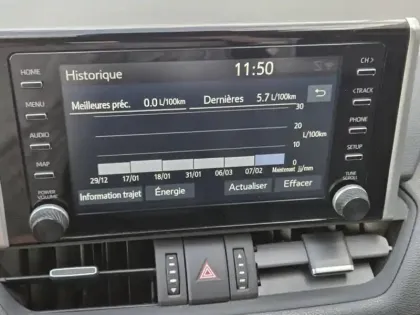 HOME
MENU
AUDIO
MAP
POWER
VOLUME
Historique 11:50
Meilleures préc. 0.0 L/100km Dernières 5.7 L/100km
30
L/100km
20
10
0
29/12 17/01 18/01 31/01 06/03 07/02 Maintenant jj/mm
Information trajet Énergie Actualiser Effacer
CH >
<TRACK
PHONE
SETUP
TUNE
SCROLL